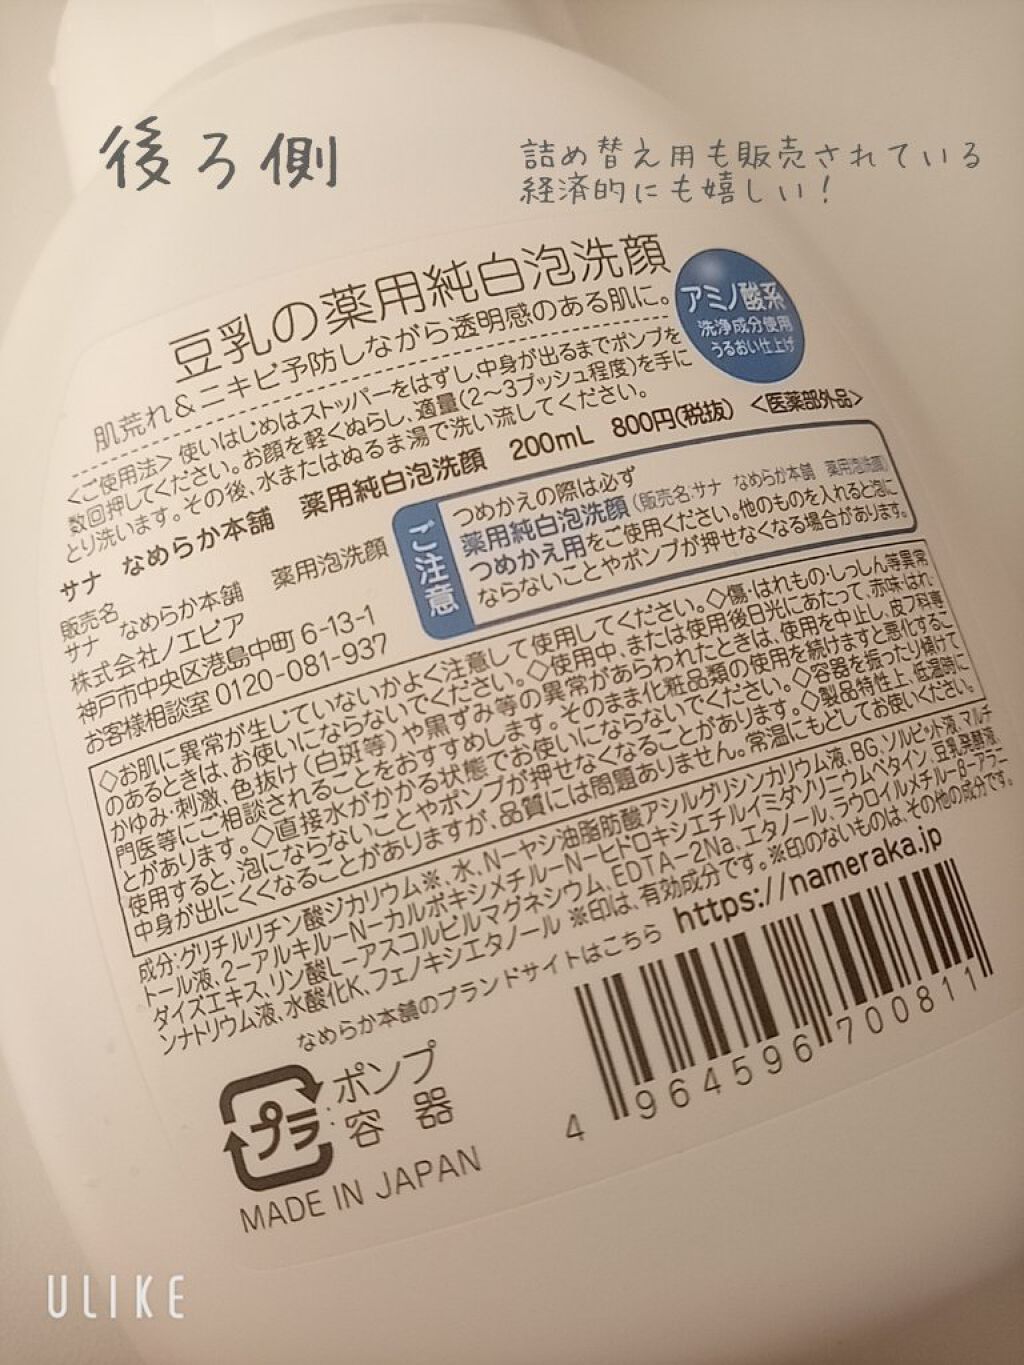 後ろ側
詰め替え用も販売されている
経済的にも嬉しい！
豆乳の薬用純白泡洗顔
肌荒れ＆ニキビ予防しながら透明感のある肌に。
アミノ酸系
洗浄成分使用
うるおい仕上げ
＜ご使用法＞使いはじめはストッパーをはずし、中身が出るまでポンプを
数回押してください。お顔を軽くぬらし、適量(2〜3プッシュ程度)を手に
とり洗います。その後、水またはぬるま湯で洗い流してください。
サナ なめらか本舗 薬用純白泡洗顔 200mL 800円(税抜) ＜医薬部外品＞
販売名
サナ なめらか本舗 薬用泡洗顔
株式会社ノエビア
神戸市中央区港島中町 6-13-1
お客様相談室 0120-081-937
ご注意
つめかえの際は必ず
薬用純白泡洗顔(販売名:サナ なめらか本舗 薬用泡洗顔)
つめかえ用をご使用ください。他のものを入れると泡に
ならないことやポンプが押せなくなる場合があります。
◇お肌に異常が生じていないかよく注意して使用してください。◇傷・はれもの・しっしん等異常
のあるときは、お使いにならないでください。◇使用中、または使用後日光にあたって、赤味・はれ・
かゆみ・刺激、色抜け(白斑等)や黒ずみ等の異常があらわれたときは、使用を中止し、皮フ科専
門医等にご相談されることをおすすめします。そのまま化粧品類の使用を続けますと悪化するこ
とがあります。◇直接水がかかる状態でお使いにならないでください。◇容器を振ったり傾けて
使用すると、泡にならないことやポンプが押せなくなることがあります。◇製品特性上、低温時に
中身が出にくくなることがありますが、品質には問題ありません。常温にもどしてお使いください。
成分:グリチルリチン酸ジカリウム※、水、N-ヤシ油脂肪酸アシルグリシンカリウム液、BG、ソルビット液、マルチ
トール液、2-アルキル-N-カルボキシメチル-N-ヒドロキシエチルイミダゾリニウムベタイン、豆乳発酵液、
ダイズエキス、リン酸L-アスコルビルマグネシウム、EDTA-2Na、エタノール、ラウロイルメチル-β-アラニ
ンナトリウム液、水酸化K、フェノキシエタノール ※印は、有効成分です。※印のないものは、その他の成分です。
なめらか本舗のブランドサイトはこちら https://nameraka.jp
プラ
ポンプ
容器
MADE IN JAPAN
4 964596 700811
ULIKE